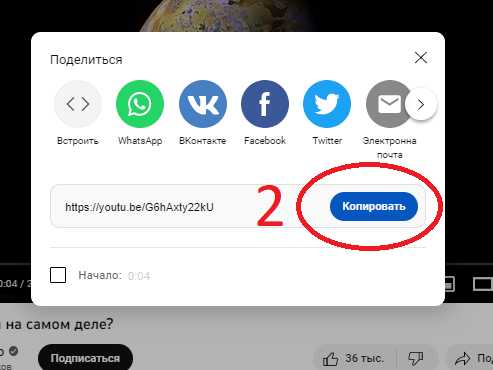 Поделиться
Встроить
WhatsApp
ВКонтакте
Facebook
Twitter
Электронна
почта
https://youtu.be/G6hAxty22kU
2
Копировать
Начало: 0:04
0:04 / 2
на самом деле?
Подписаться
36 тыс.